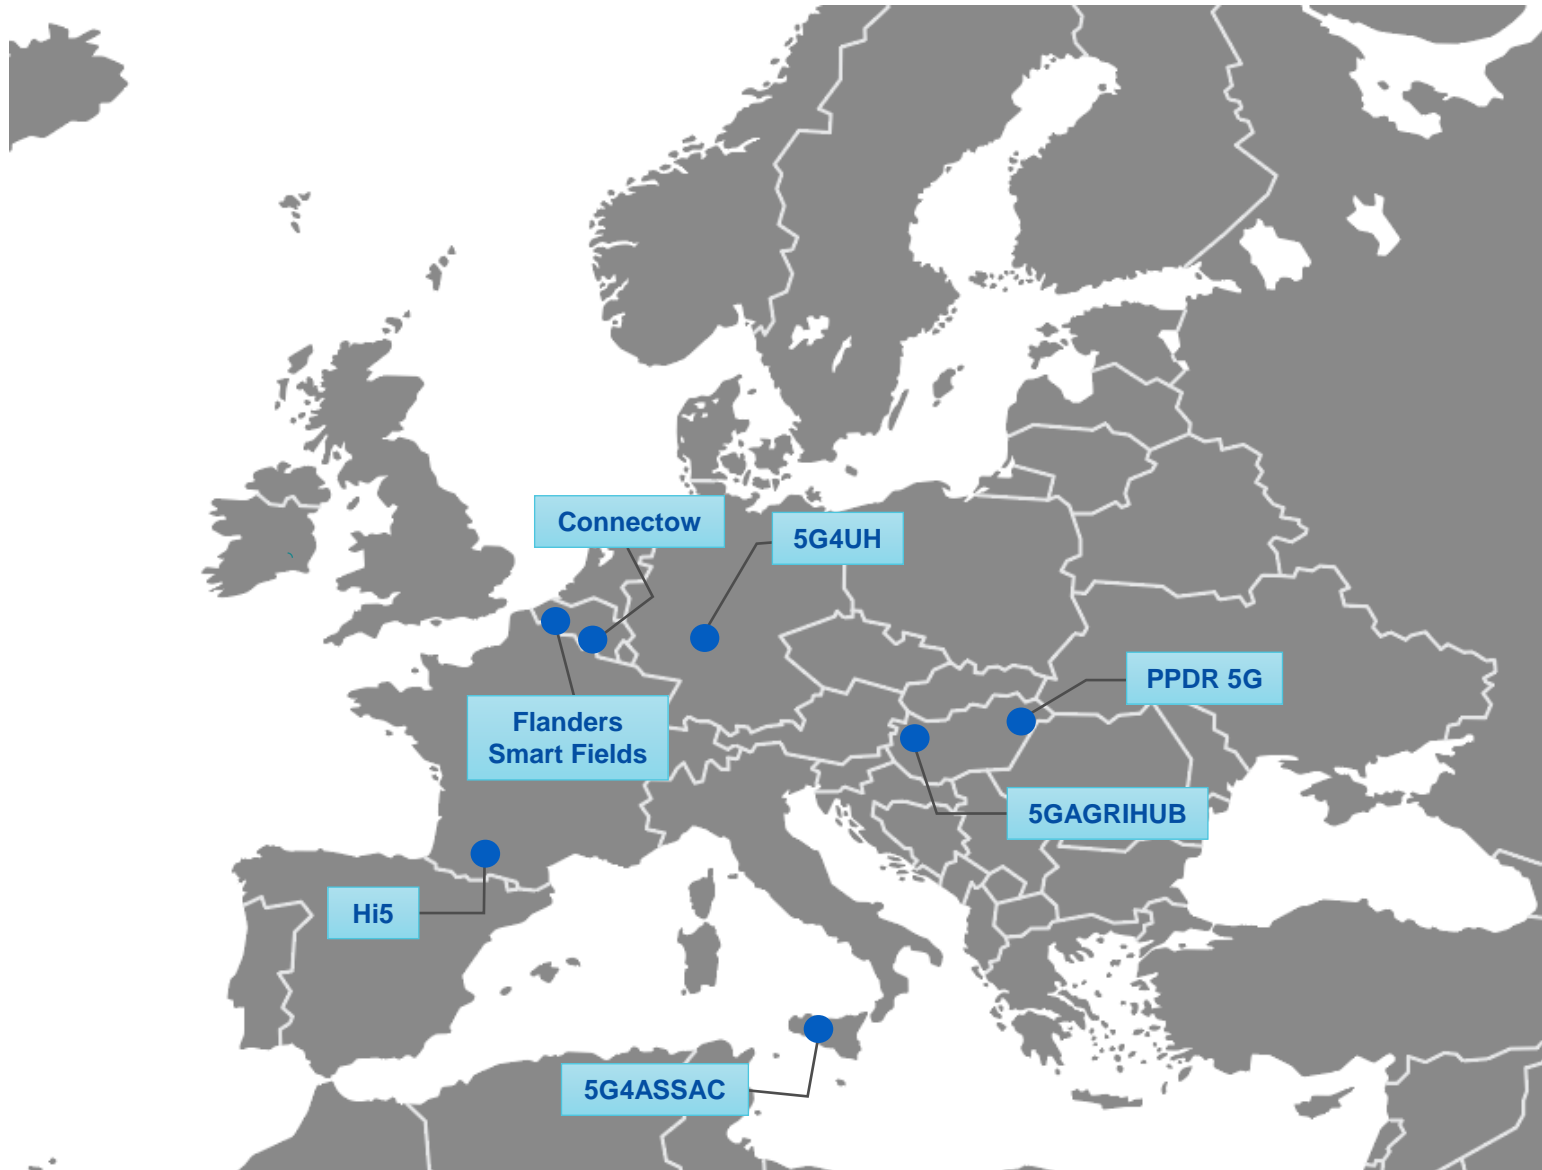 Connectow
5G4UH
PPDR 5G
Flanders
Smart Fields
5GAGRIHUB
Hi5
5G4ASSAC